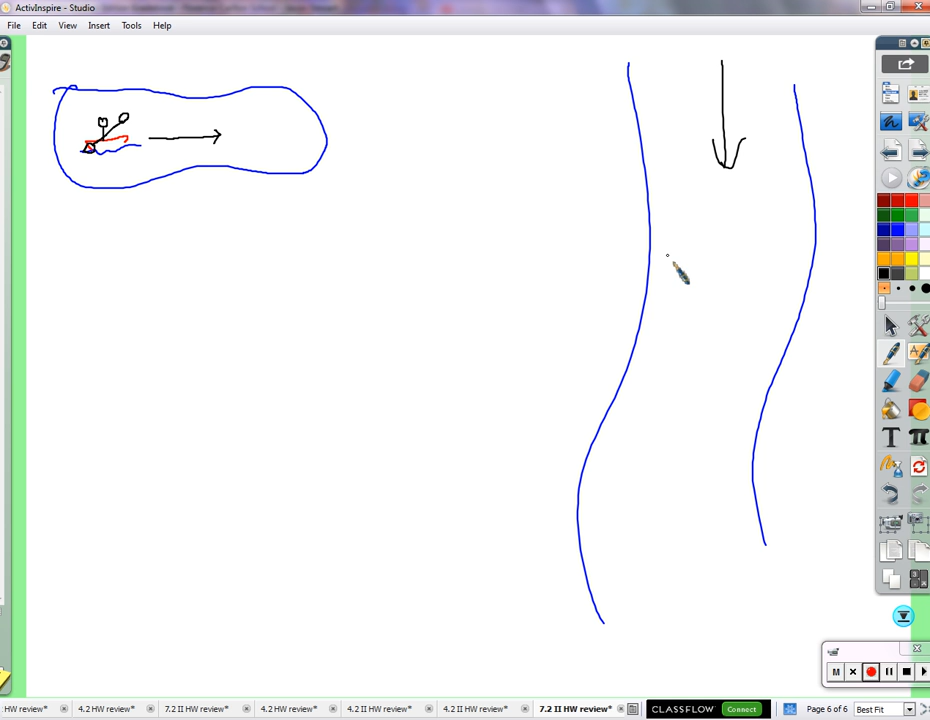 ActivInspire - Studio
File Edit View Insert Tools Help
HW review* 4.2 HW review* 7.2 II HW review* 4.2 HW review* 4.2 II HW review* 4.2 II HW review* 7.2 II HW review* CLASSFLOW Connect Page 6 of 6 Best Fit